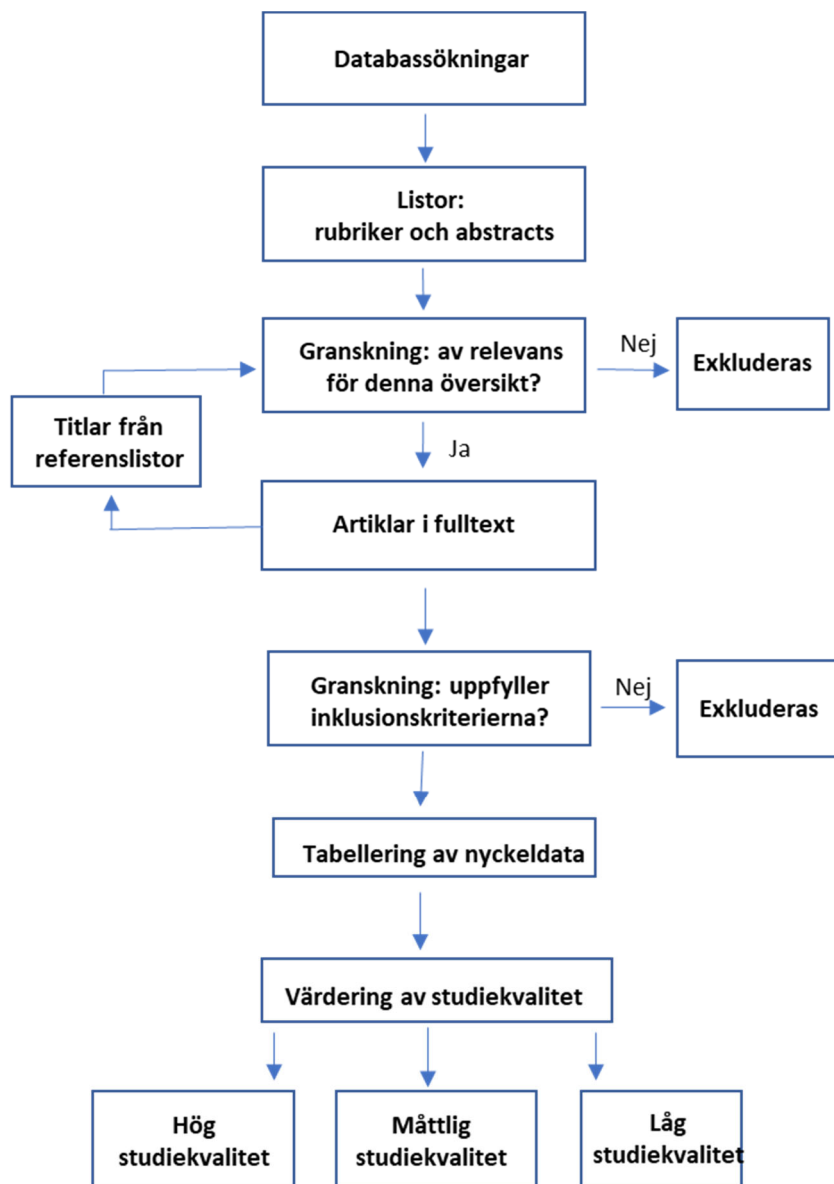 Databassökningar
Listor:
rubriker och abstracts
Granskning: av relevans
för denna översikt?
Nej
Exkluderas
Titlar från
referenslistor
Ja
Artiklar i fulltext
Granskning: uppfyller
inklusionskriterierna?
Nej
Exkluderas
Tabellering av nyckeldata
Värdering av studiekvalitet
Hög
studiekvalitet
Måttlig
studiekvalitet
Låg
studiekvalitet